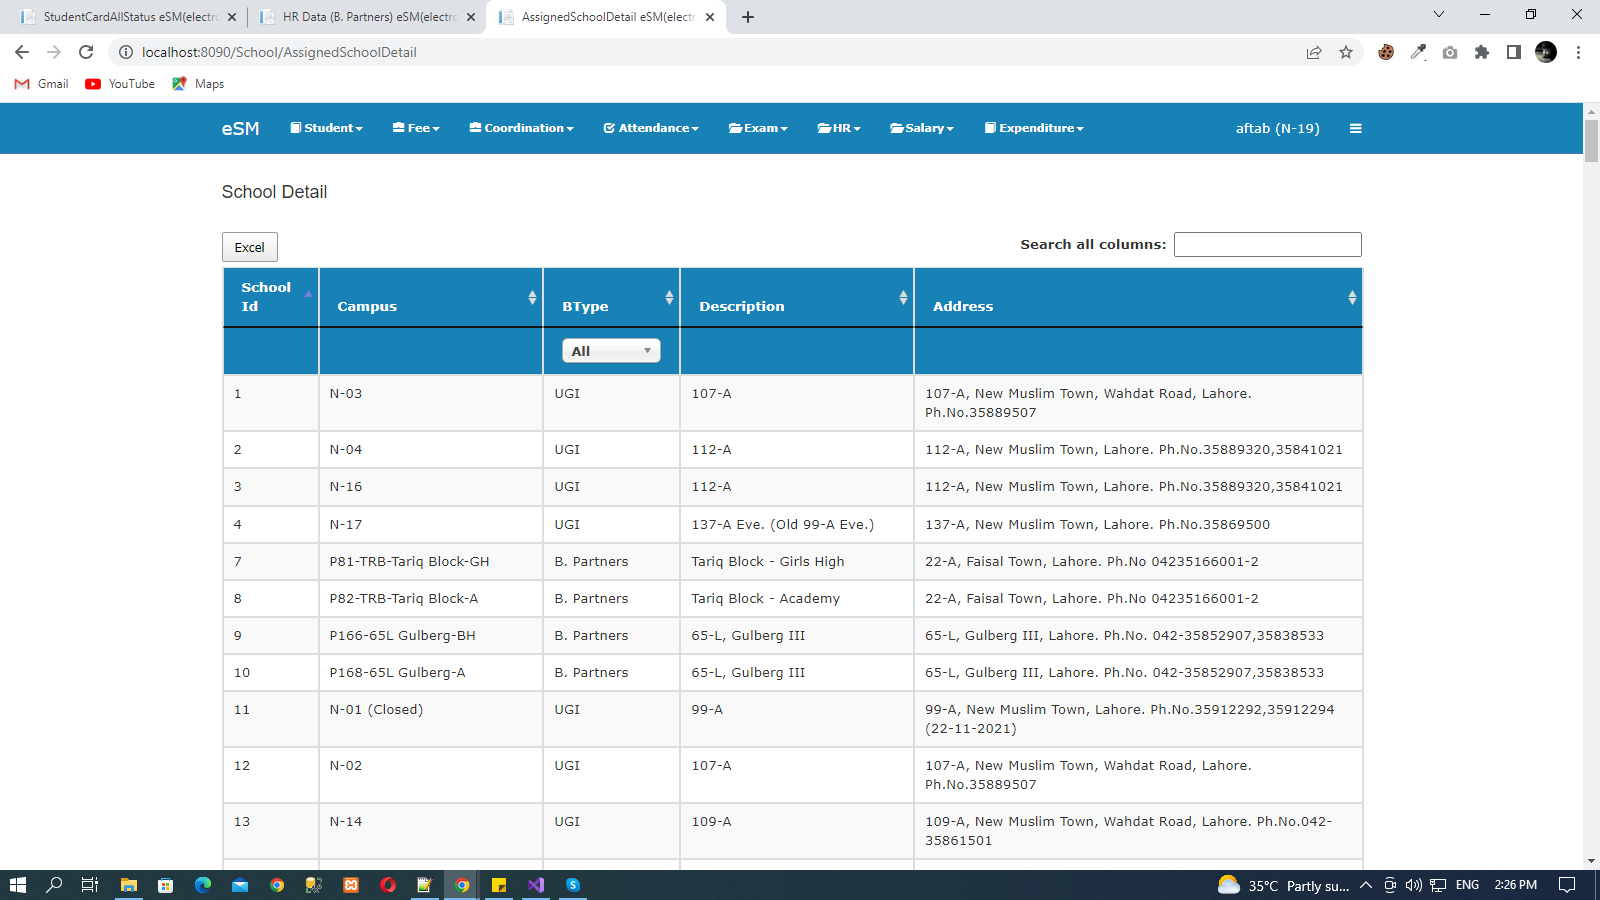 StudentCardAllStatus eSM(electr
HR Data (B. Partners) eSM(electro
AssignedSchoolDetail eSM(electr
localhost:8090/School/AssignedSchoolDetail
Gmail YouTube Maps
eSM Student Fee Coordination Attendance Exam HR Salary Expenditure aftab (N-19)
School Detail
Excel Search all columns:
School Id Campus BType Description Address
All
1 N-03 UGI 107-A 107-A, New Muslim Town, Wahdat Road, Lahore.
Ph.No.35889507
2 N-04 UGI 112-A 112-A, New Muslim Town, Lahore. Ph.No.35889320,35841021
3 N-16 UGI 112-A 112-A, New Muslim Town, Lahore. Ph.No.35889320,35841021
4 N-17 UGI 137-A Eve. (Old 99-A Eve.) 137-A, New Muslim Town, Lahore. Ph.No.35869500
7 P81-TRB-Tariq Block-GH B. Partners Tariq Block - Girls High 22-A, Faisal Town, Lahore. Ph.No 04235166001-2
8 P82-TRB-Tariq Block-A B. Partners Tariq Block - Academy 22-A, Faisal Town, Lahore. Ph.No 04235166001-2
9 P166-65L Gulberg-BH B. Partners 65-L, Gulberg III 65-L, Gulberg III, Lahore. Ph.No. 042-35852907,35838533
10 P168-65L Gulberg-A B. Partners 65-L, Gulberg III 65-L, Gulberg III, Lahore. Ph.No. 042-35852907,35838533
11 N-01 (Closed) UGI 99-A 99-A, New Muslim Town, Lahore. Ph.No.35912292,35912294
(22-11-2021)
12 N-02 UGI 107-A 107-A, New Muslim Town, Wahdat Road, Lahore.
Ph.No.35889507
13 N-14 UGI 109-A 109-A, New Muslim Town, Wahdat Road, Lahore. Ph.No.042-
35861501
35°C Partly su... ENG 2:26 PM